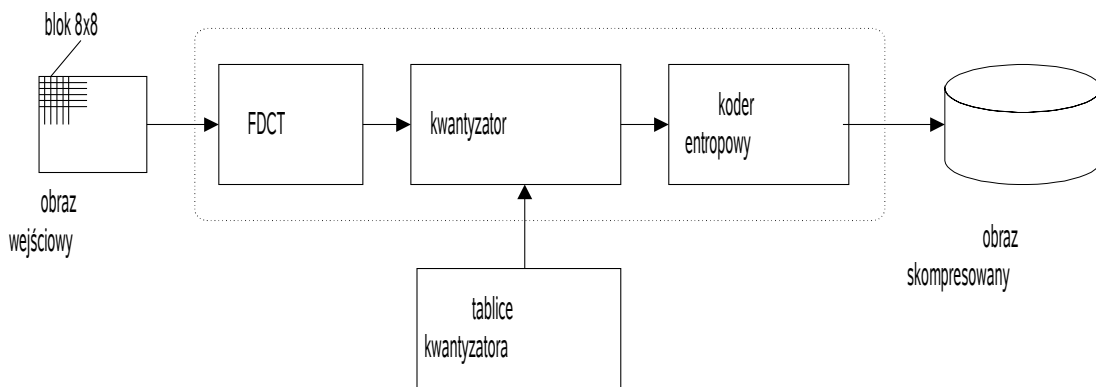 blok 8x8
FDCT
kwantyzator
koder
entropowy
obraz
wejściowy
obraz
skompresowany
tablice
kwantyzatora